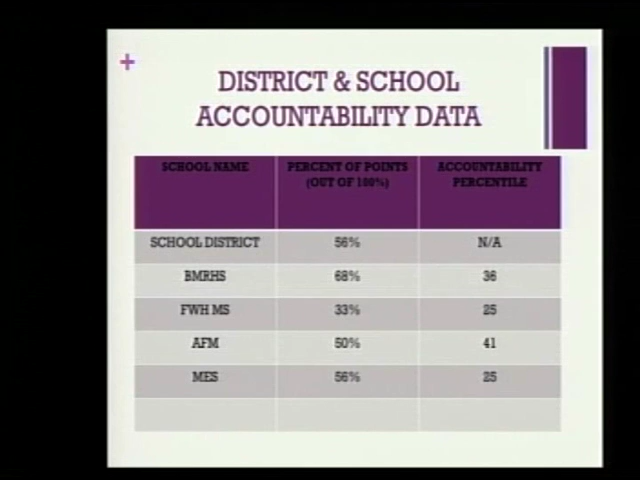 +
DISTRICT & SCHOOL
ACCOUNTABILITY DATA
SCHOOL NAME PERCENT OF POINTS (OUT OF 100%) ACCOUNTABILITY PERCENTILE
SCHOOL DISTRICT 56% N/A
BMRHS 68% 36
FWH MS 33% 25
AFM 50% 41
MES 56% 25